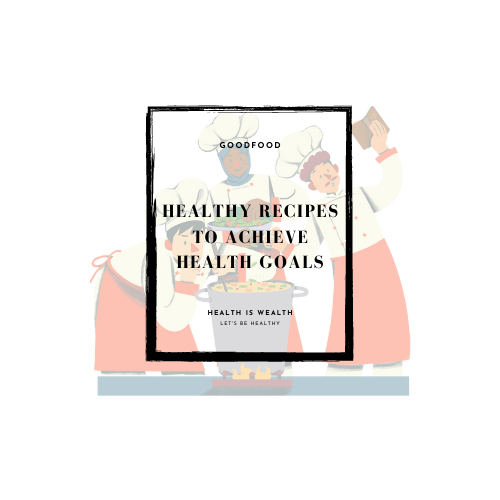 GOODFOOD
HEALTHY RECIPES
TO ACHIEVE
HEALTH GOALS
HEALTH IS WEALTH
LET'S BE HEALTHY